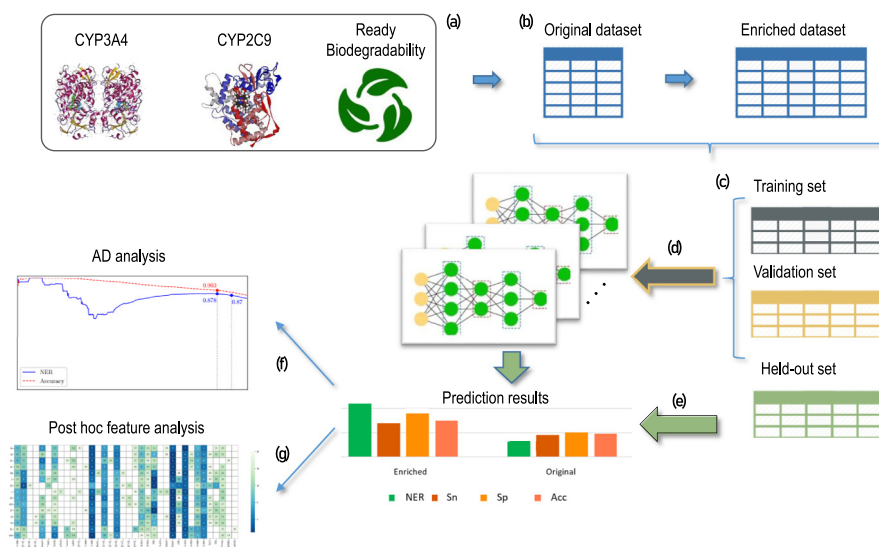 CYP3A4
CYP2C9
Ready
Biodegradability
(a)
(b)
Original dataset
Enriched dataset
(c)
Training set
(d)
Validation set
Held-out set
(e)
AD analysis
0.903
0.878
0.87
NER
Accuracy
(f)
Prediction results
Enriched
Original
NER
Sn
Sp
Acc
Post hoc feature analysis
(g)